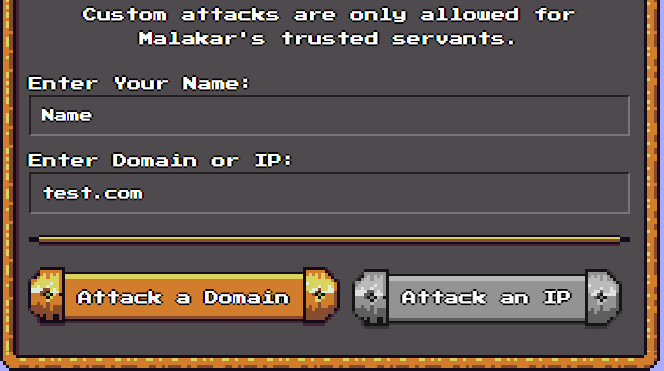 Custom attacks are only allowed for
Malakar's trusted servants.
Enter Your Name:
Name
Enter Domain or IP:
test.com
Attack a Domain
Attack an IP